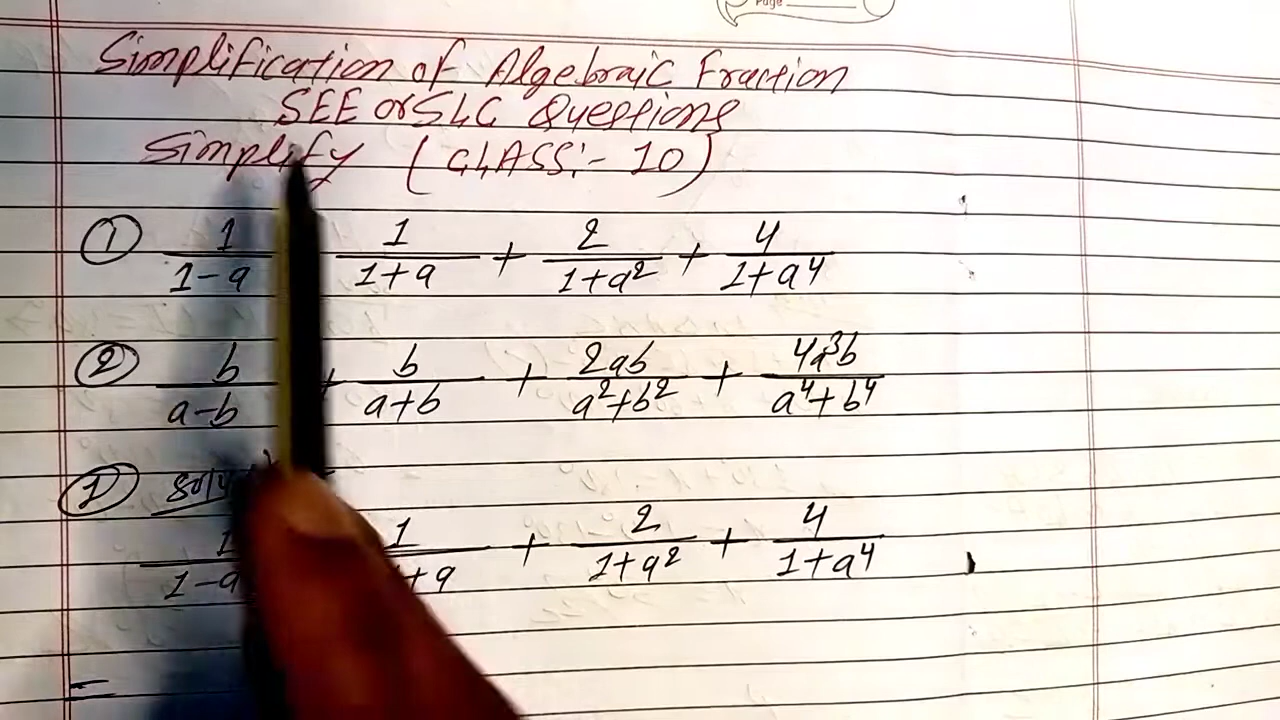 Page
Simplification of Algebraic Fraction
SEE or SLC Questions
Simplify (CLASS:- 10)
① 1/(1-a) 1/(1+a) + 2/(1+a²) + 4/(1+a⁴)
② b/(a-b) + b/(a+b) + 2ab/(a²+b²) + 4a³b/(a⁴+b⁴)
①
1/(1-a) 1/(+a) + 2/(1+a²) + 4/(1+a⁴)
=